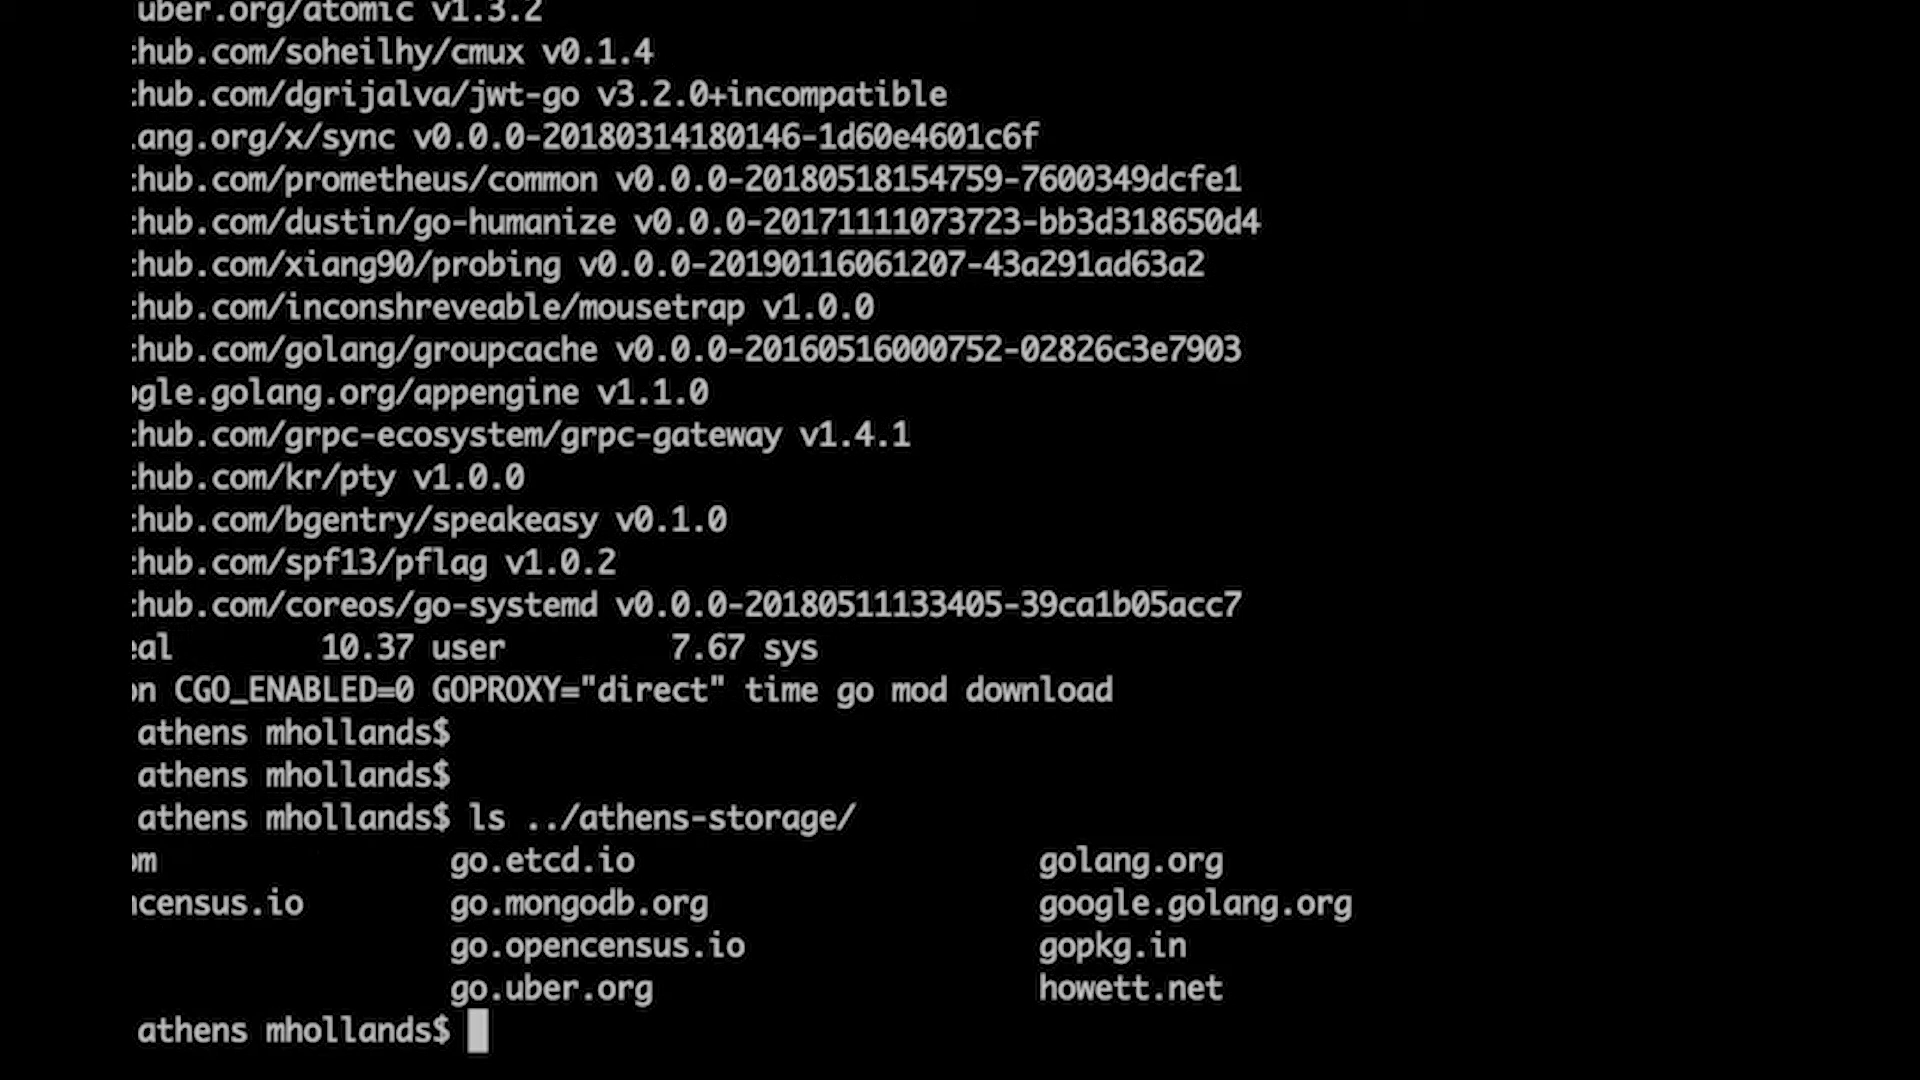 uber.org/atomic v1.3.2
hub.com/soheilhy/cmux v0.1.4
hub.com/dgrijalva/jwt-go v3.2.0+incompatible
.ang.org/x/sync v0.0.0-20180314180146-1d60e4601c6f
hub.com/prometheus/common v0.0.0-20180518154759-7600349dcfe1
hub.com/dustin/go-humanize v0.0.0-20171111073723-bb3d318650d4
hub.com/xiang90/probing v0.0.0-20190116061207-43a291ad63a2
hub.com/inconshreveable/mousetrap v1.0.0
hub.com/golang/groupcache v0.0.0-20160516000752-02826c3e7903
ogle.golang.org/appengine v1.1.0
hub.com/grpc-ecosystem/grpc-gateway v1.4.1
hub.com/kr/pty v1.0.0
hub.com/bgentry/speakeasy v0.1.0
hub.com/spf13/pflag v1.0.2
hub.com/coreos/go-systemd v0.0.0-20180511133405-39ca1b05acc7
eal 10.37 user 7.67 sys
on CGO_ENABLED=0 GOPROXY="direct" time go mod download
athens mhollands$
athens mhollands$
athens mhollands$ ls ../athens-storage/
om go.etcd.io golang.org
ncensus.io go.mongodb.org google.golang.org
go.opencensus.io gopkg.in
go.uber.org howett.net
athens mhollands$